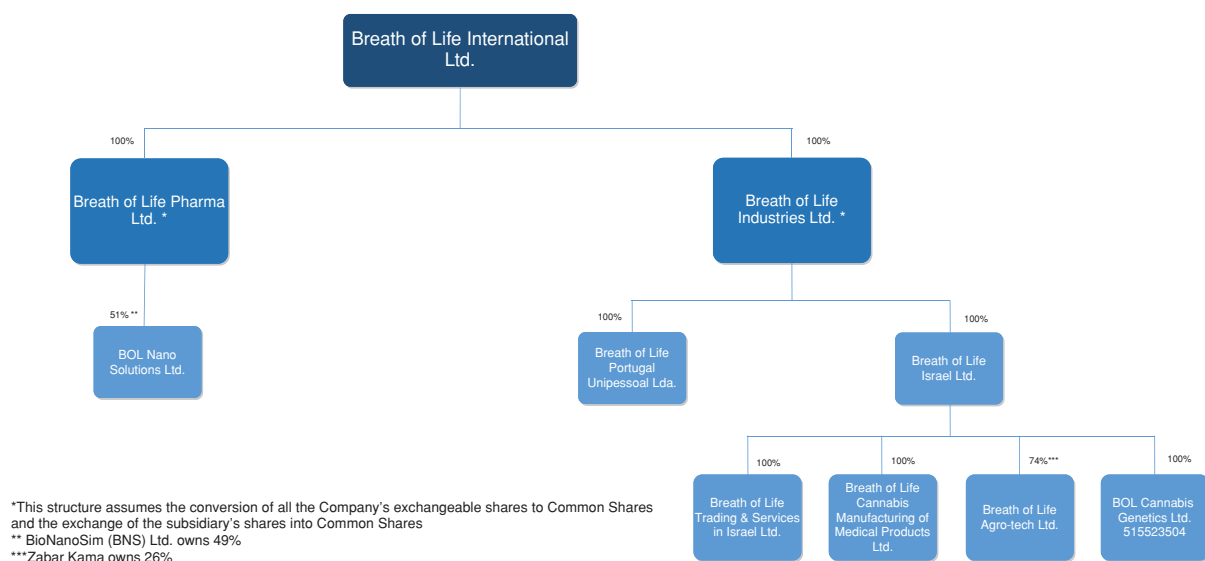 Breath of Life International
Ltd.
100%
100%
Breath of Life Pharma
Ltd. *
Breath of Life
Industries Ltd. *
51% **
100%
100%
BOL Nano
Solutions Ltd.
Breath of Life
Portugal
Unipessoal Lda.
Breath of Life
Israel Ltd.
100%
100%
74%***
100%
Breath of Life
Trading & Services
in Israel Ltd.
Breath of Life
Cannabis
Manufacturing of
Medical Products
Ltd.
Breath of Life
Agro-tech Ltd.
BOL Cannabis
Genetics Ltd.
515523504
*This structure assumes the conversion of all the Company’s exchangeable shares to Common Shares
and the exchange of the subsidiary’s shares into Common Shares
** BioNanoSim (BNS) Ltd. owns 49%
***Zabar Kama owns 26%